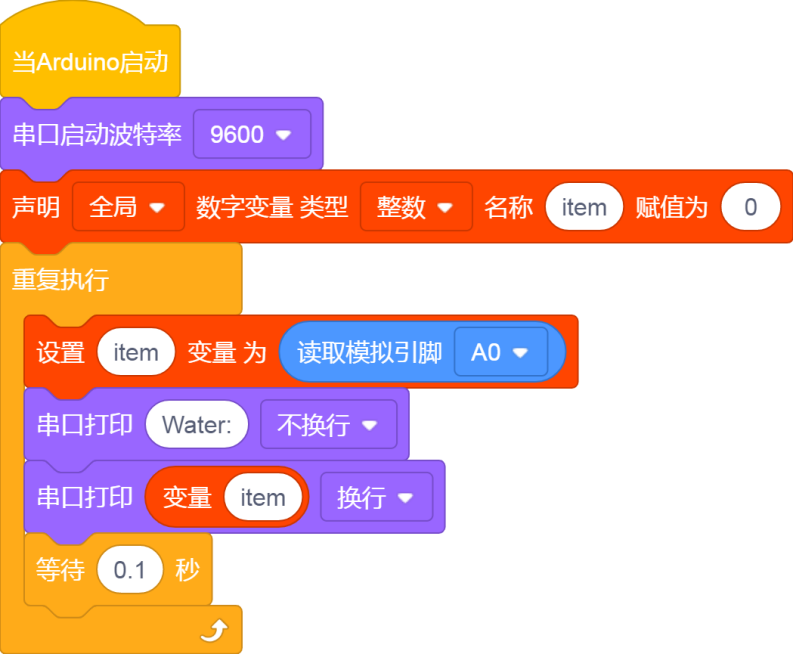 当Arduino启动
串口启动波特率 9600
声明 全局 数字变量 类型 整数 名称 item 赋值为 0
重复执行
设置 item 变量 为 读取模拟引脚 A0
串口打印 Water: 不换行
串口打印 变量 item 换行
等待 0.1 秒